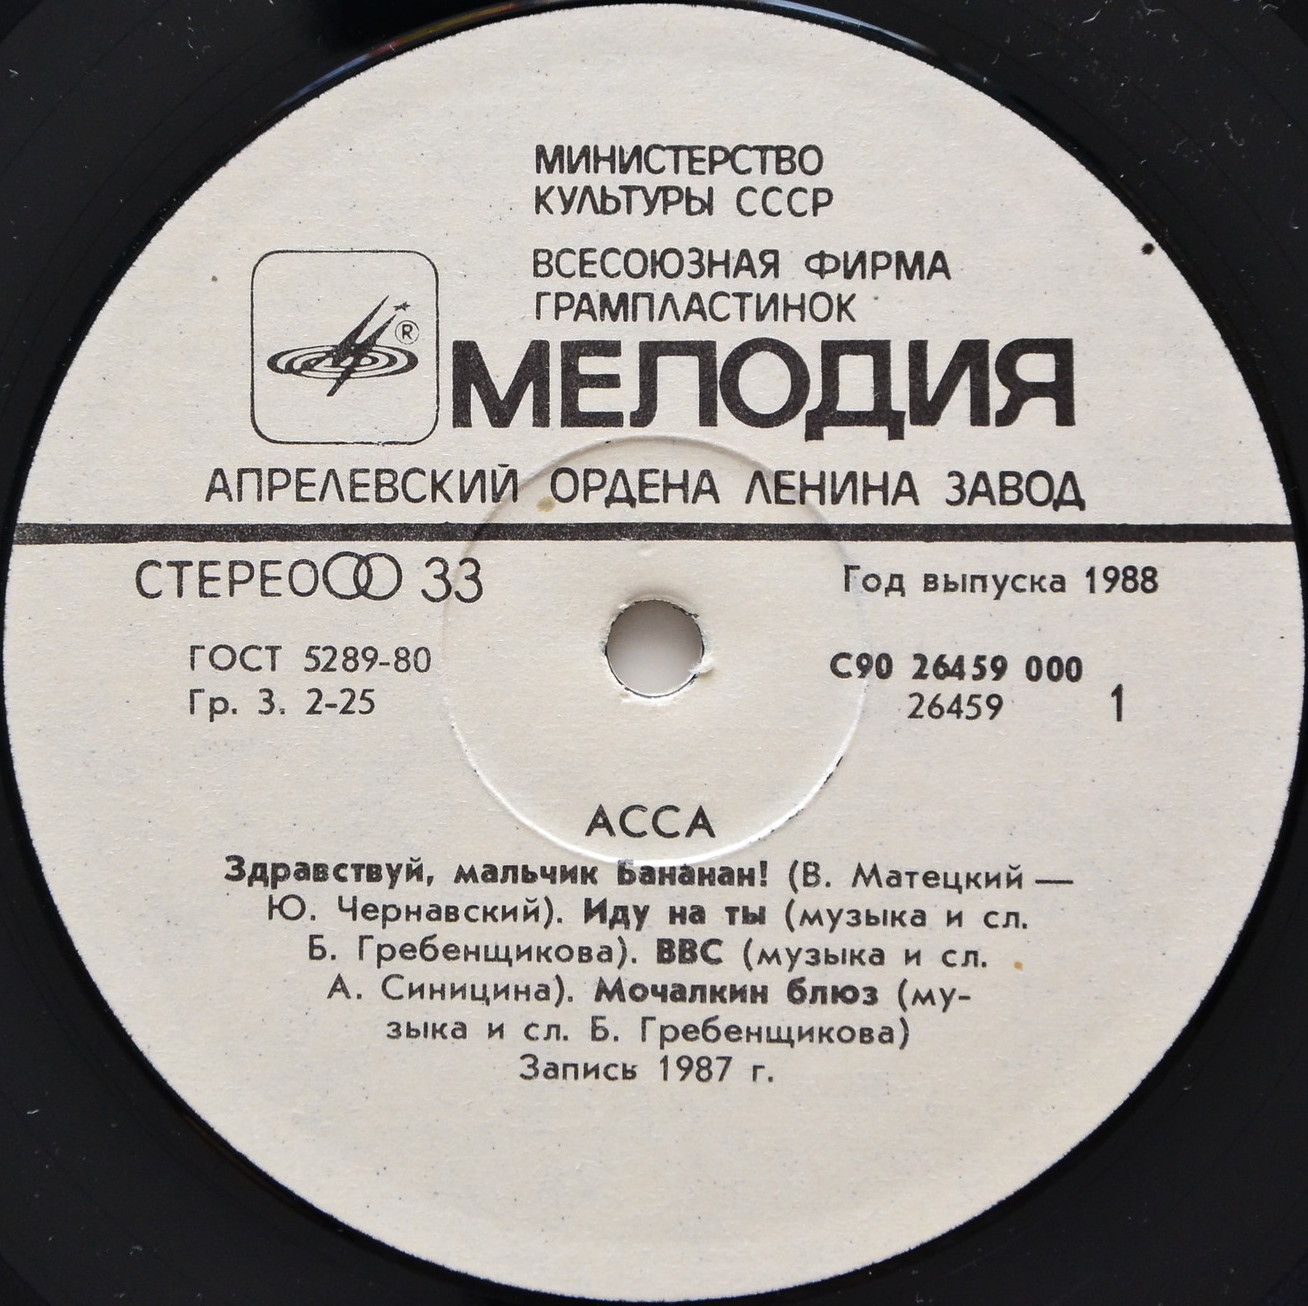 МИНИСТЕРСТВО
КУЛЬТУРЫ СССР
ВСЕСОЮЗНАЯ ФИРМА
ГРАМПЛАСТИНОК
®
МЕЛОДИЯ
АПРЕЛЕВСКИЙ ОРДЕНА ЛЕНИНА ЗАВОД
СТЕРЕО 33
Год выпуска 1988
ГОСТ 5289-80
Гр. 3. 2-25
С90 26459 000
26459 1
АССА
Здравствуй, мальчик Бананан! (В. Матецкий —
Ю. Чернавский). Иду на ты (музыка и сл.
Б. Гребенщикова). ВВС (музыка и сл.
А. Синицина). Мочалкин блюз (му-
зыка и сл. Б. Гребенщикова)
Запись 1987 г.